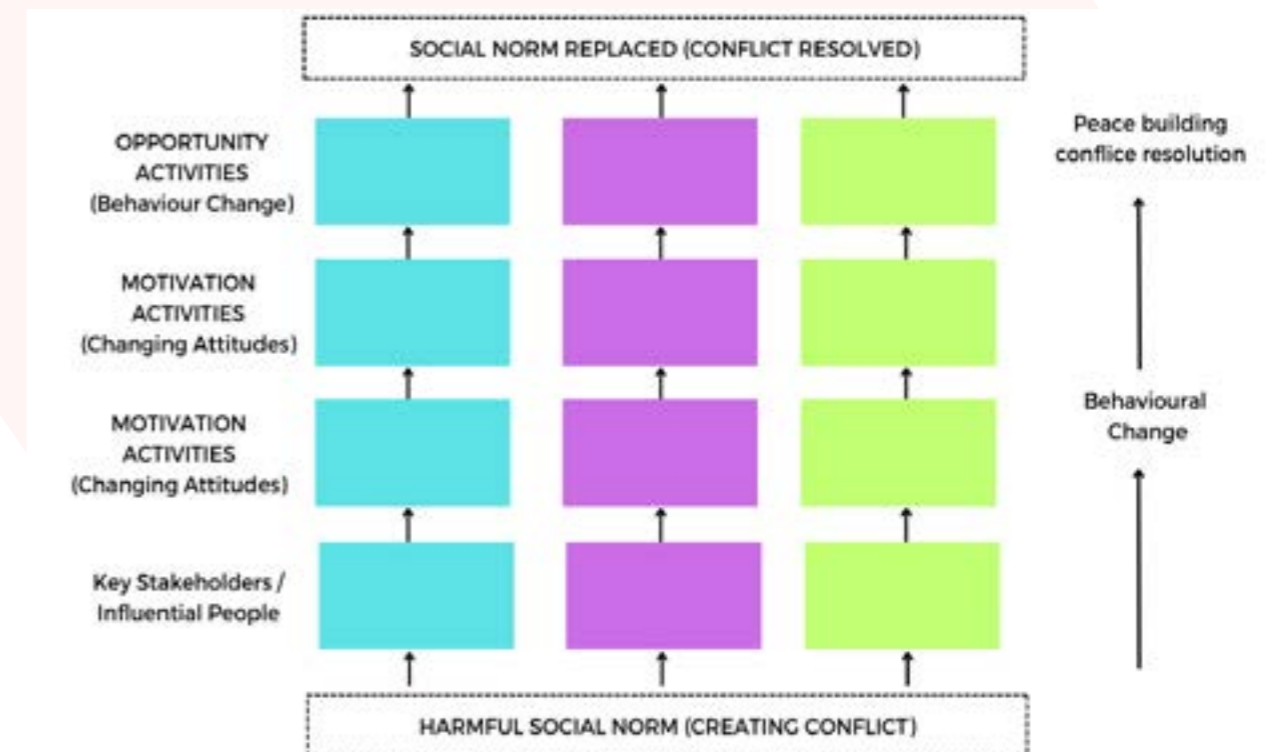 SOCIAL NORM REPLACED (CONFLICT RESOLVED)
OPPORTUNITY
ACTIVITIES
(Behaviour Change)
Peace building
conflice resolution
MOTIVATION
ACTIVITIES
(Changing Attitudes)
MOTIVATION
ACTIVITIES
(Changing Attitudes)
Behavioural
Change
Key Stakeholders /
Influential People
HARMFUL SOCIAL NORM (CREATING CONFLICT)